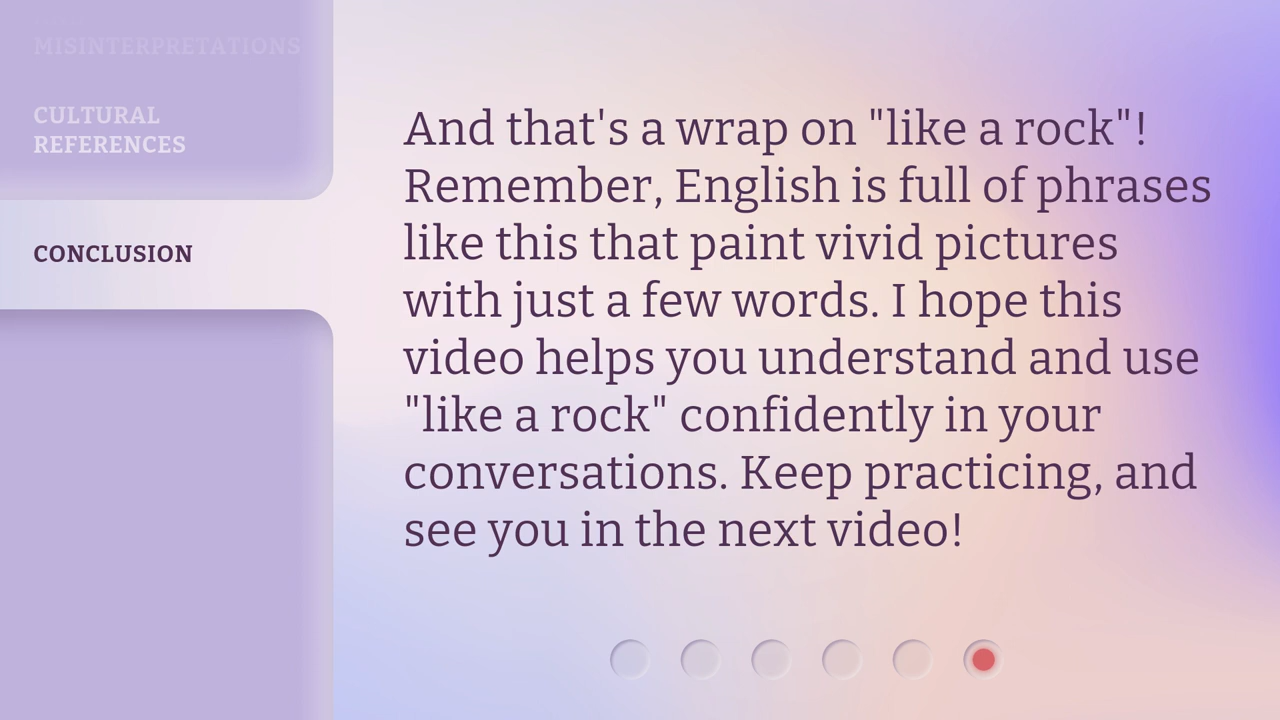 MISINTERPRETATIONS
CULTURAL
REFERENCES
CONCLUSION
And that's a wrap on "like a rock"!
Remember, English is full of phrases
like this that paint vivid pictures
with just a few words. I hope this
video helps you understand and use
"like a rock" confidently in your
conversations. Keep practicing, and
see you in the next video!